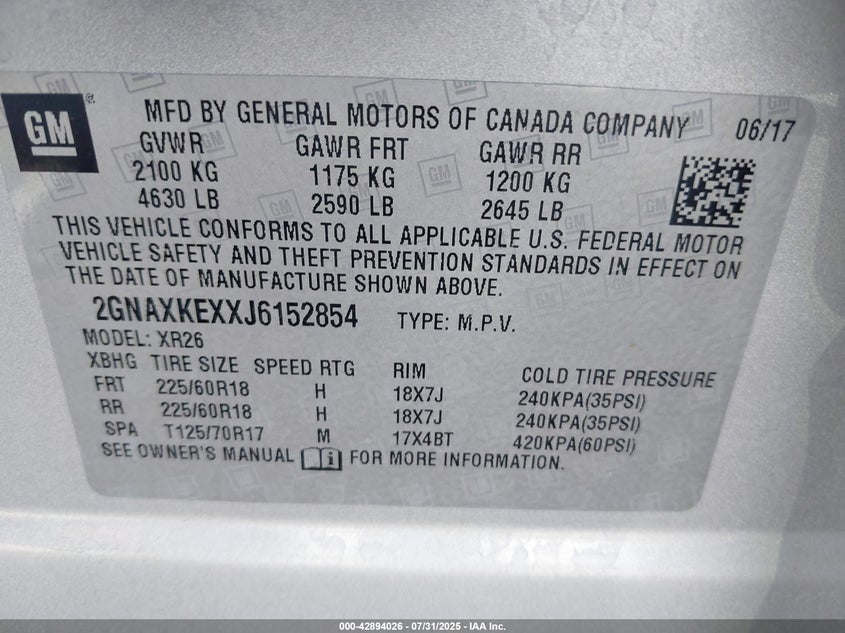 GM
MFD BY GENERAL MOTORS OF CANADA COMPANY 06/17
GVWR GAWR FRT GAWR RR
2100 KG 1175 KG 1200 KG
4630 LB 2590 LB 2645 LB
THIS VEHICLE CONFORMS TO ALL APPLICABLE U.S. FEDERAL MOTOR
VEHICLE SAFETY AND THEFT PREVENTION STANDARDS IN EFFECT ON
THE DATE OF MANUFACTURE SHOWN ABOVE.
2GNAXKEXXJ6152854 TYPE: M.P.V.
MODEL: XR26
XBHG TIRE SIZE SPEED RTG RIM COLD TIRE PRESSURE
FRT 225/60R18 H 18X7J 240KPA(35PSI)
RR 225/60R18 H 18X7J 240KPA(35PSI)
SPA T125/70R17 M 17X4BT 420KPA(60PSI)
SEE OWNER'S MANUAL i FOR MORE INFORMATION.
000-42894026 - 07/31/2025 - IAA Inc.